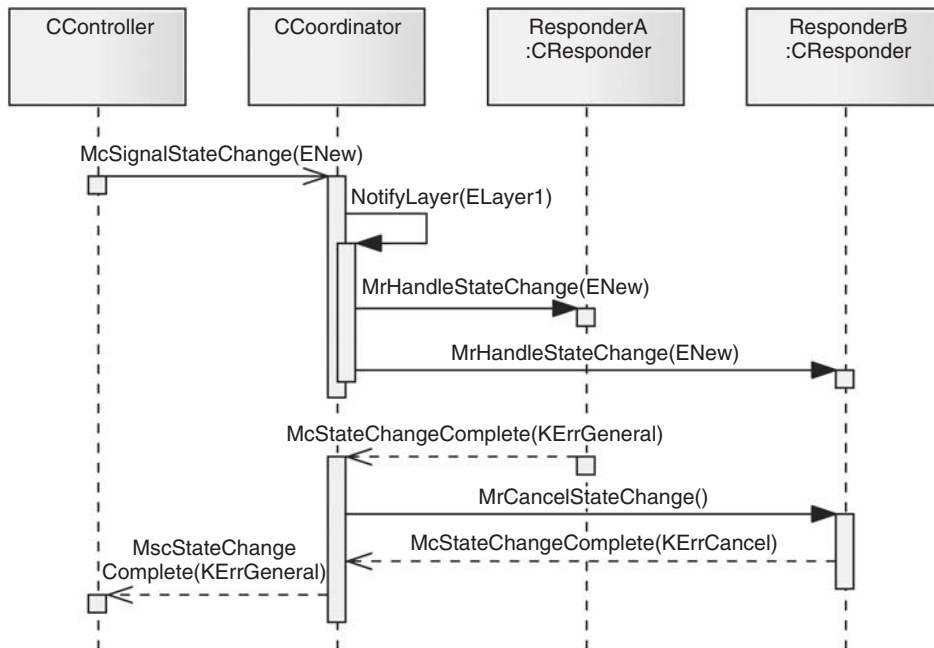 CController
CCoordinator
ResponderA
:CResponder
ResponderB
:CResponder
McSignalStateChange(ENew)
NotifyLayer(ELayer1)
MrHandleStateChange(ENew)
MrHandleStateChange(ENew)
McStateChangeComplete(KErrGeneral)
MrCancelStateChange()
McStateChangeComplete(KErrCancel)
MscStateChange
Complete(KErrGeneral)